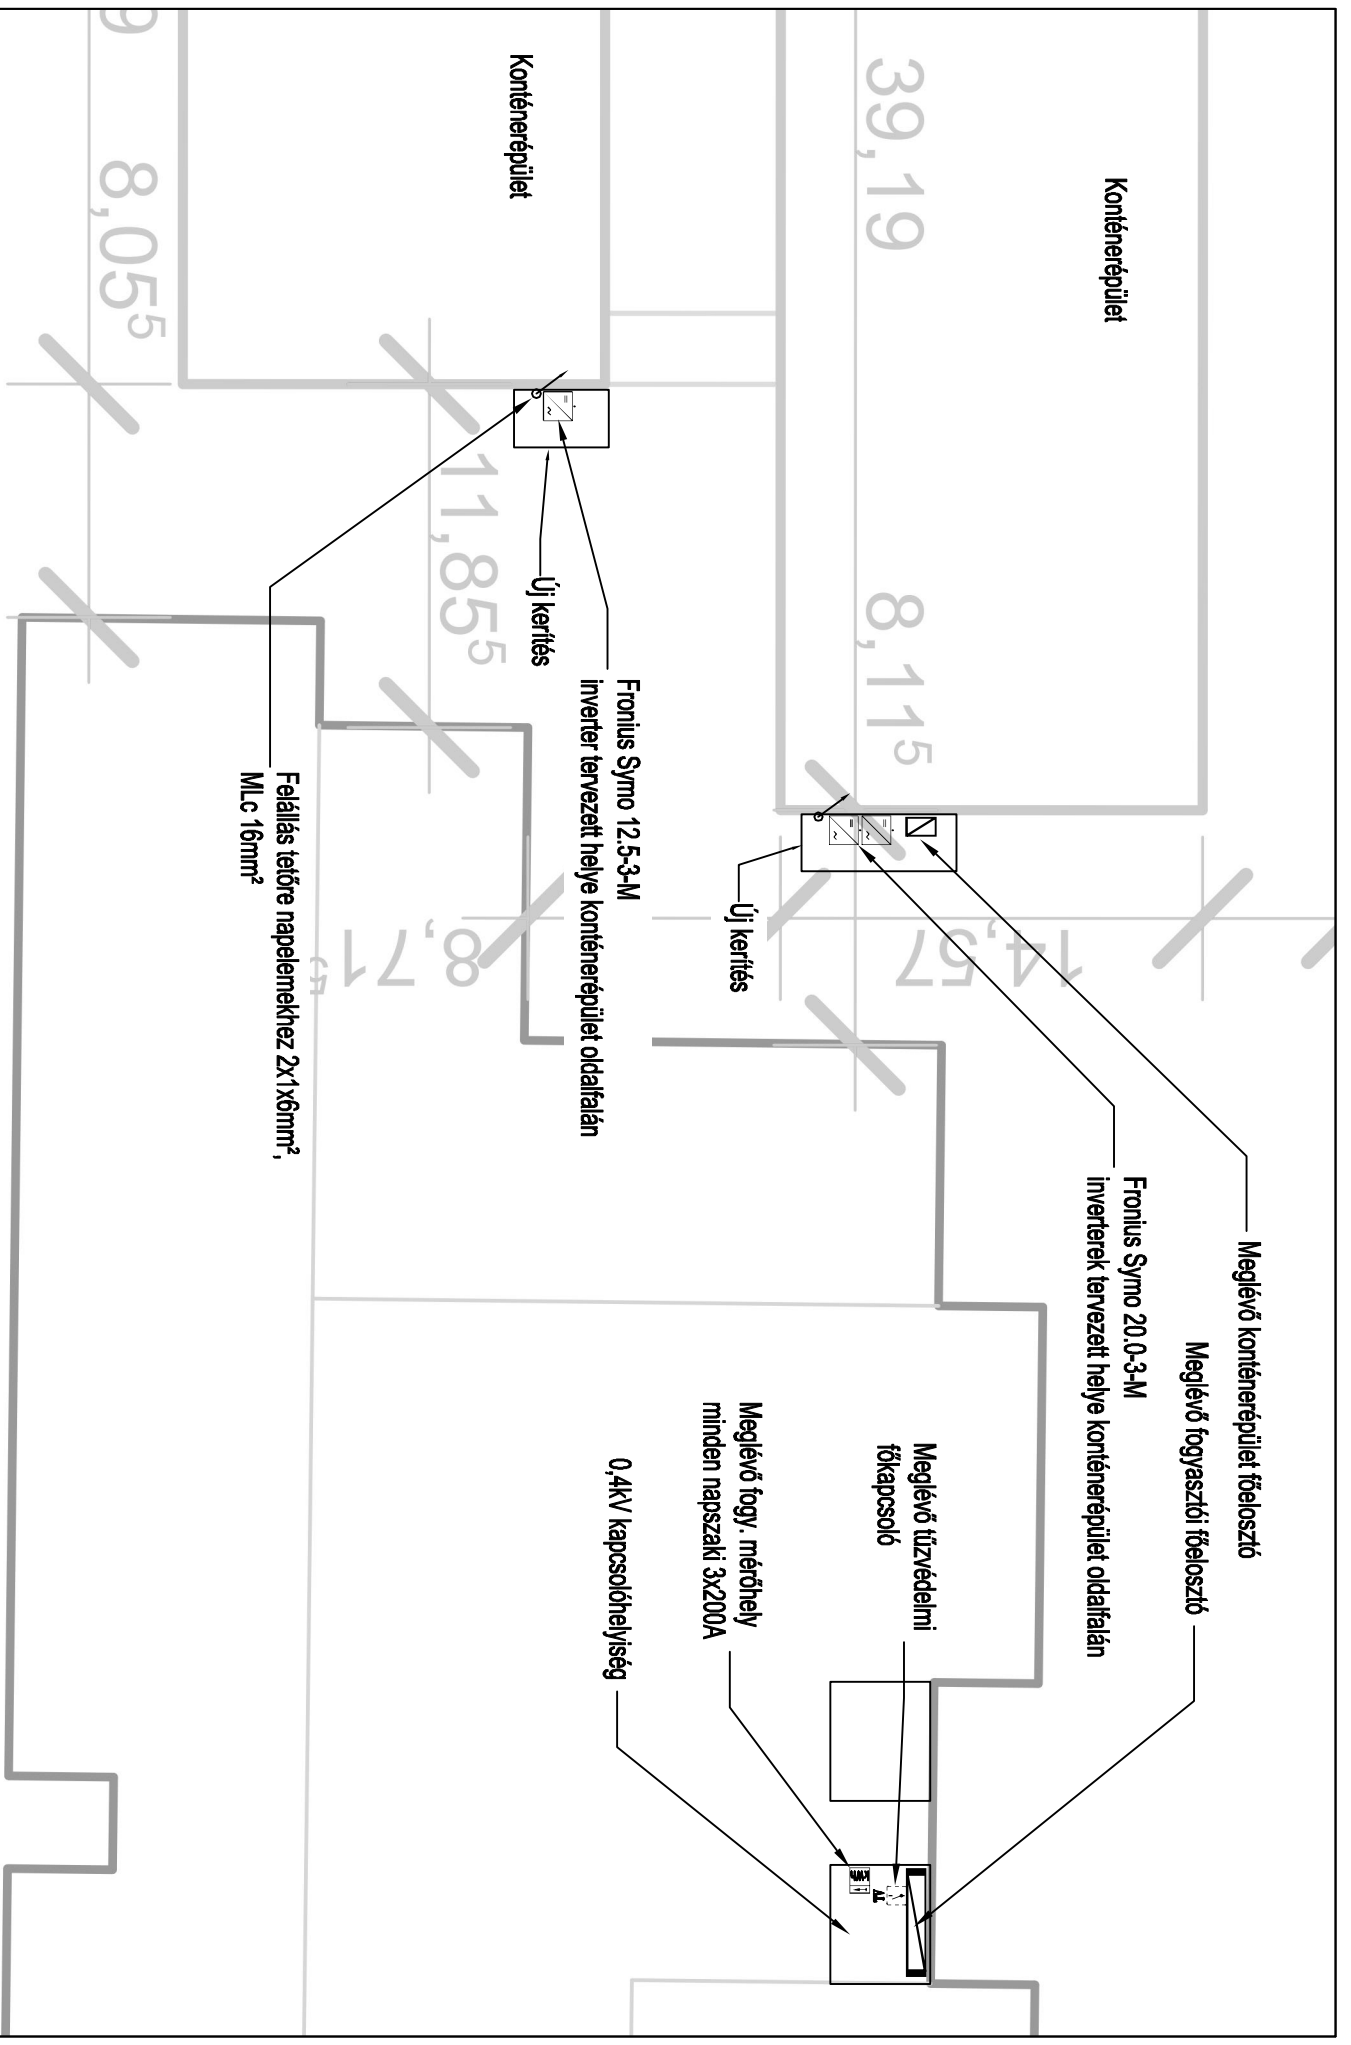 Konténerépület
39,19
8,11⁵
Meglévő konténerépület főelosztó
Meglévő fogyasztói főelosztó
Fronius Symo 20.0-3-M
inverterek tervezett helye konténerépület oldalfalán
14,57
Új kerítés
Meglévő tűzvédelmi
főkapcsoló
Meglévő fogy. mérőhely
minden napszaki 3x200A
0,4kV kapcsolóhelyiség
kWh
TV
Konténerépület
Fronius Symo 12.5-3-M
inverter tervezett helye konténerépület oldalfalán
Új kerítés
11,85⁵
8,71⁵
Felállás tetőre napelemekhez 2x1x6mm²,
MLc 16mm²
9
8,05⁵